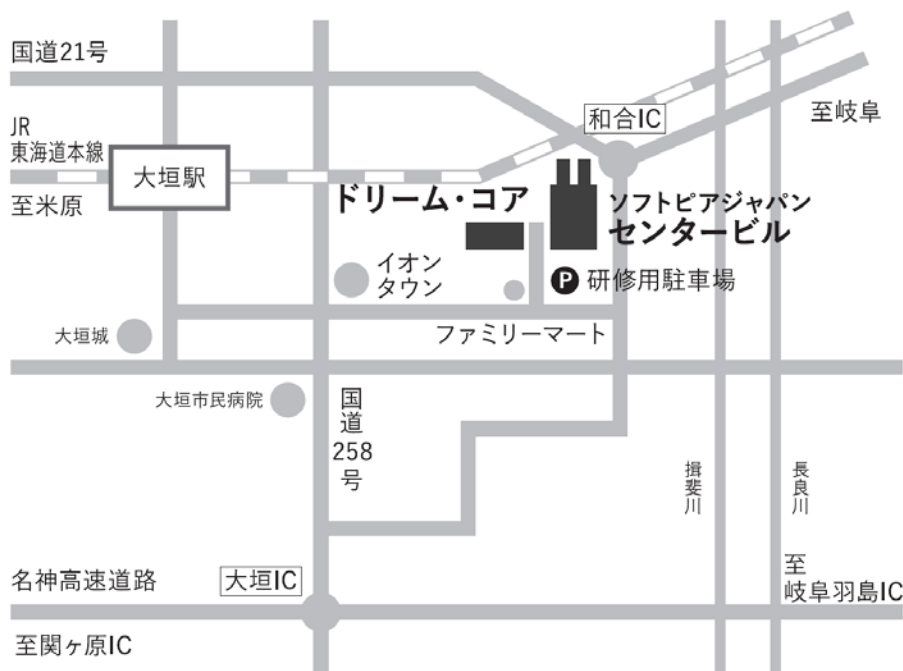 国道21号
和合IC
至岐阜
JR
東海道本線
大垣駅
至米原
ドリーム・コア
ソフトピアジャパン
センタービル
イオン
タウン
P 研修用駐車場
大垣城
ファミリーマート
大垣市民病院
国道258号
揖斐川
長良川
名神高速道路
大垣IC
至
岐阜羽島IC
至関ヶ原IC